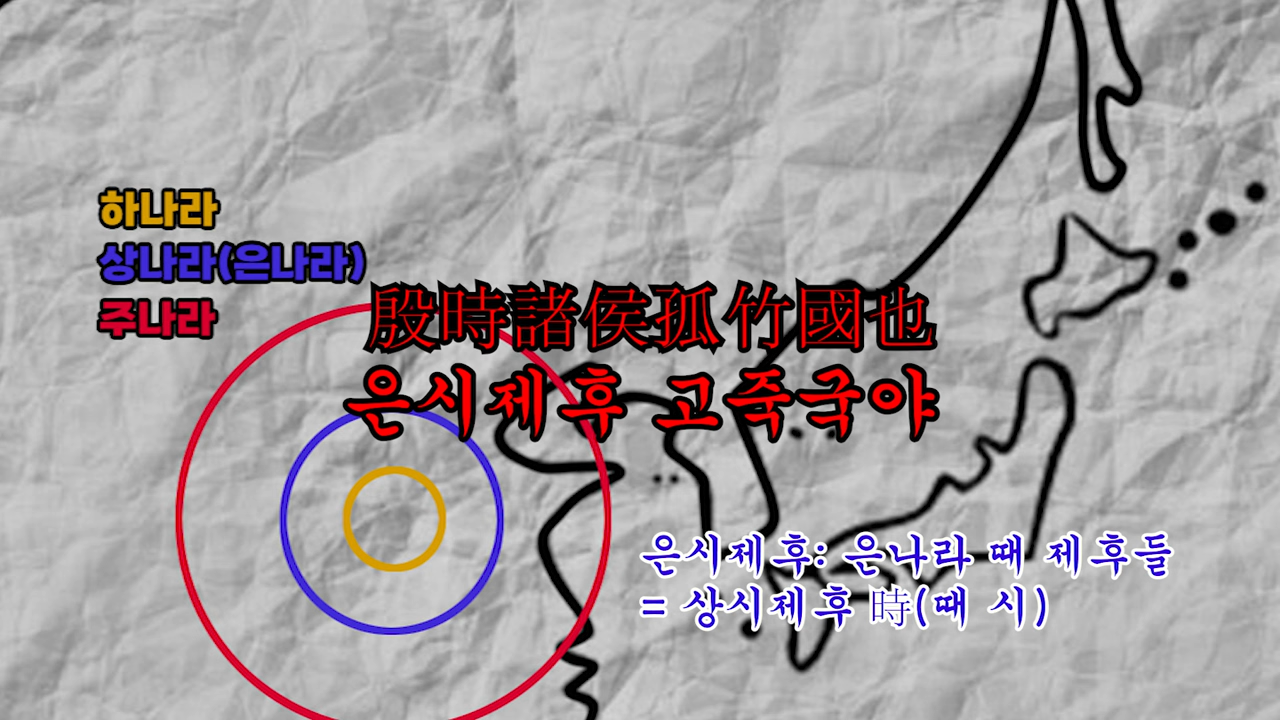 하나라
상나라(은나라)
주나라
殷時諸侯孤竹國也
은시제후 고죽국야
은시제후: 은나라 때 제후들
= 상시제후 時(때 시)